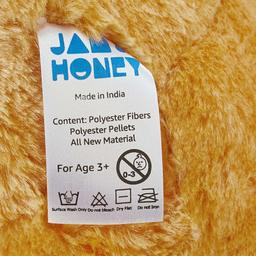 JAM &
HONEY
Made in India
Content: Polyester Fibers
Polyester Pellets
All New Material
For Age 3+
0-3
Surface Wash Only Do not bleach Dry Flat Do not Iron